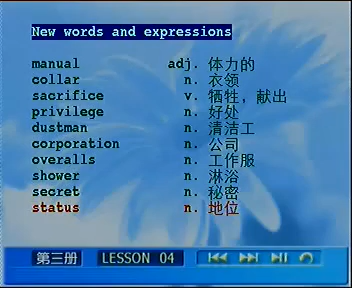 New words and expressions
manual adj. 体力的
collar n. 衣领
sacrifice v. 牺牲，献出
privilege n. 好处
dustman n. 清洁工
corporation n. 公司
overalls n. 工作服
shower n. 淋浴
secret n. 秘密
status n. 地位
第三册 LESSON 04